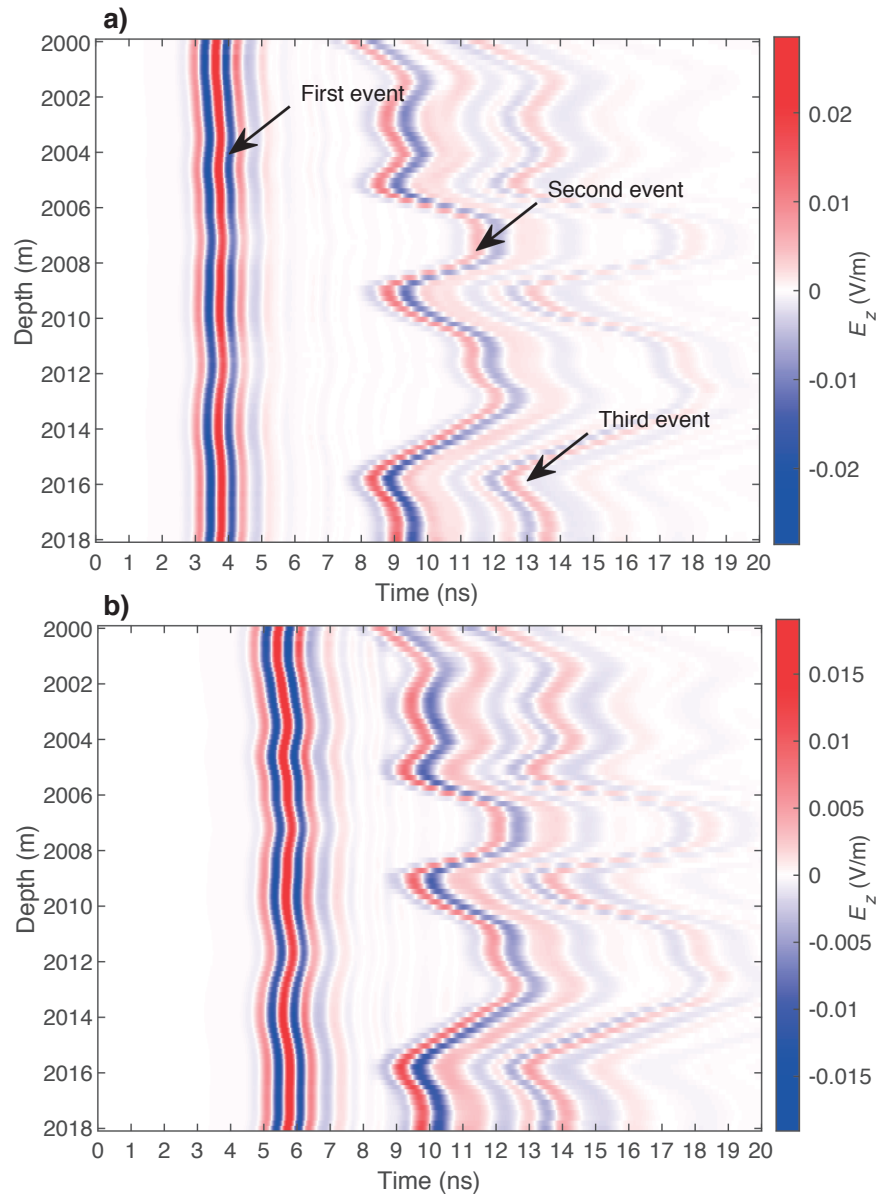 a)
2000
2002
2004
2006
2008
2010
2012
2014
2016
2018
Depth (m)
First event
Second event
Third event
0 1 2 3 4 5 6 7 8 9 10 11 12 13 14 15 16 17 18 19 20
Time (ns)
0.02
0.01
0
-0.01
-0.02
E_z (V/m)
b)
2000
2002
2004
2006
2008
2010
2012
2014
2016
2018
Depth (m)
0 1 2 3 4 5 6 7 8 9 10 11 12 13 14 15 16 17 18 19 20
Time (ns)
0.015
0.01
0.005
0
-0.005
-0.01
-0.015
E_z (V/m)